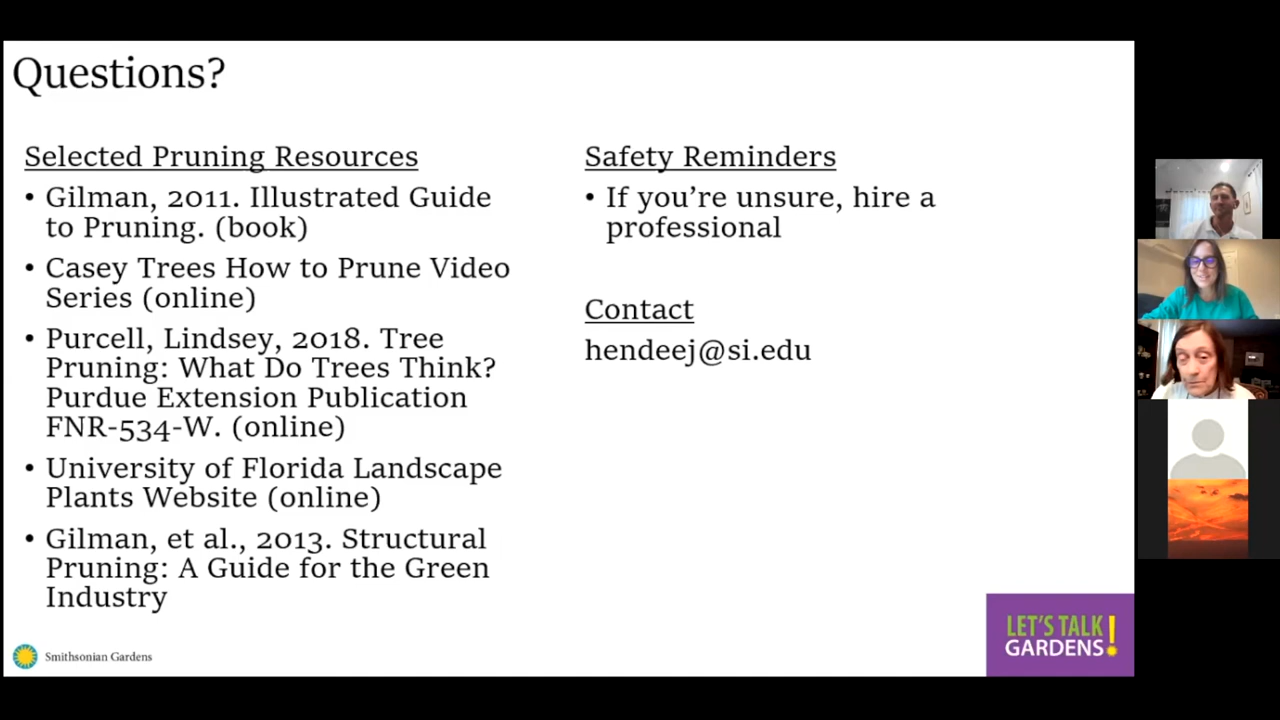 Questions?
Selected Pruning Resources
• Gilman, 2011. Illustrated Guide
to Pruning. (book)
• Casey Trees How to Prune Video
Series (online)
• Purcell, Lindsey, 2018. Tree
Pruning: What Do Trees Think?
Purdue Extension Publication
FNR-534-W. (online)
• University of Florida Landscape
Plants Website (online)
• Gilman, et al., 2013. Structural
Pruning: A Guide for the Green
Industry
Safety Reminders
• If you're unsure, hire a
professional
Contact
hendeej@si.edu
Smithsonian Gardens
LET'S TALK
GARDENS!